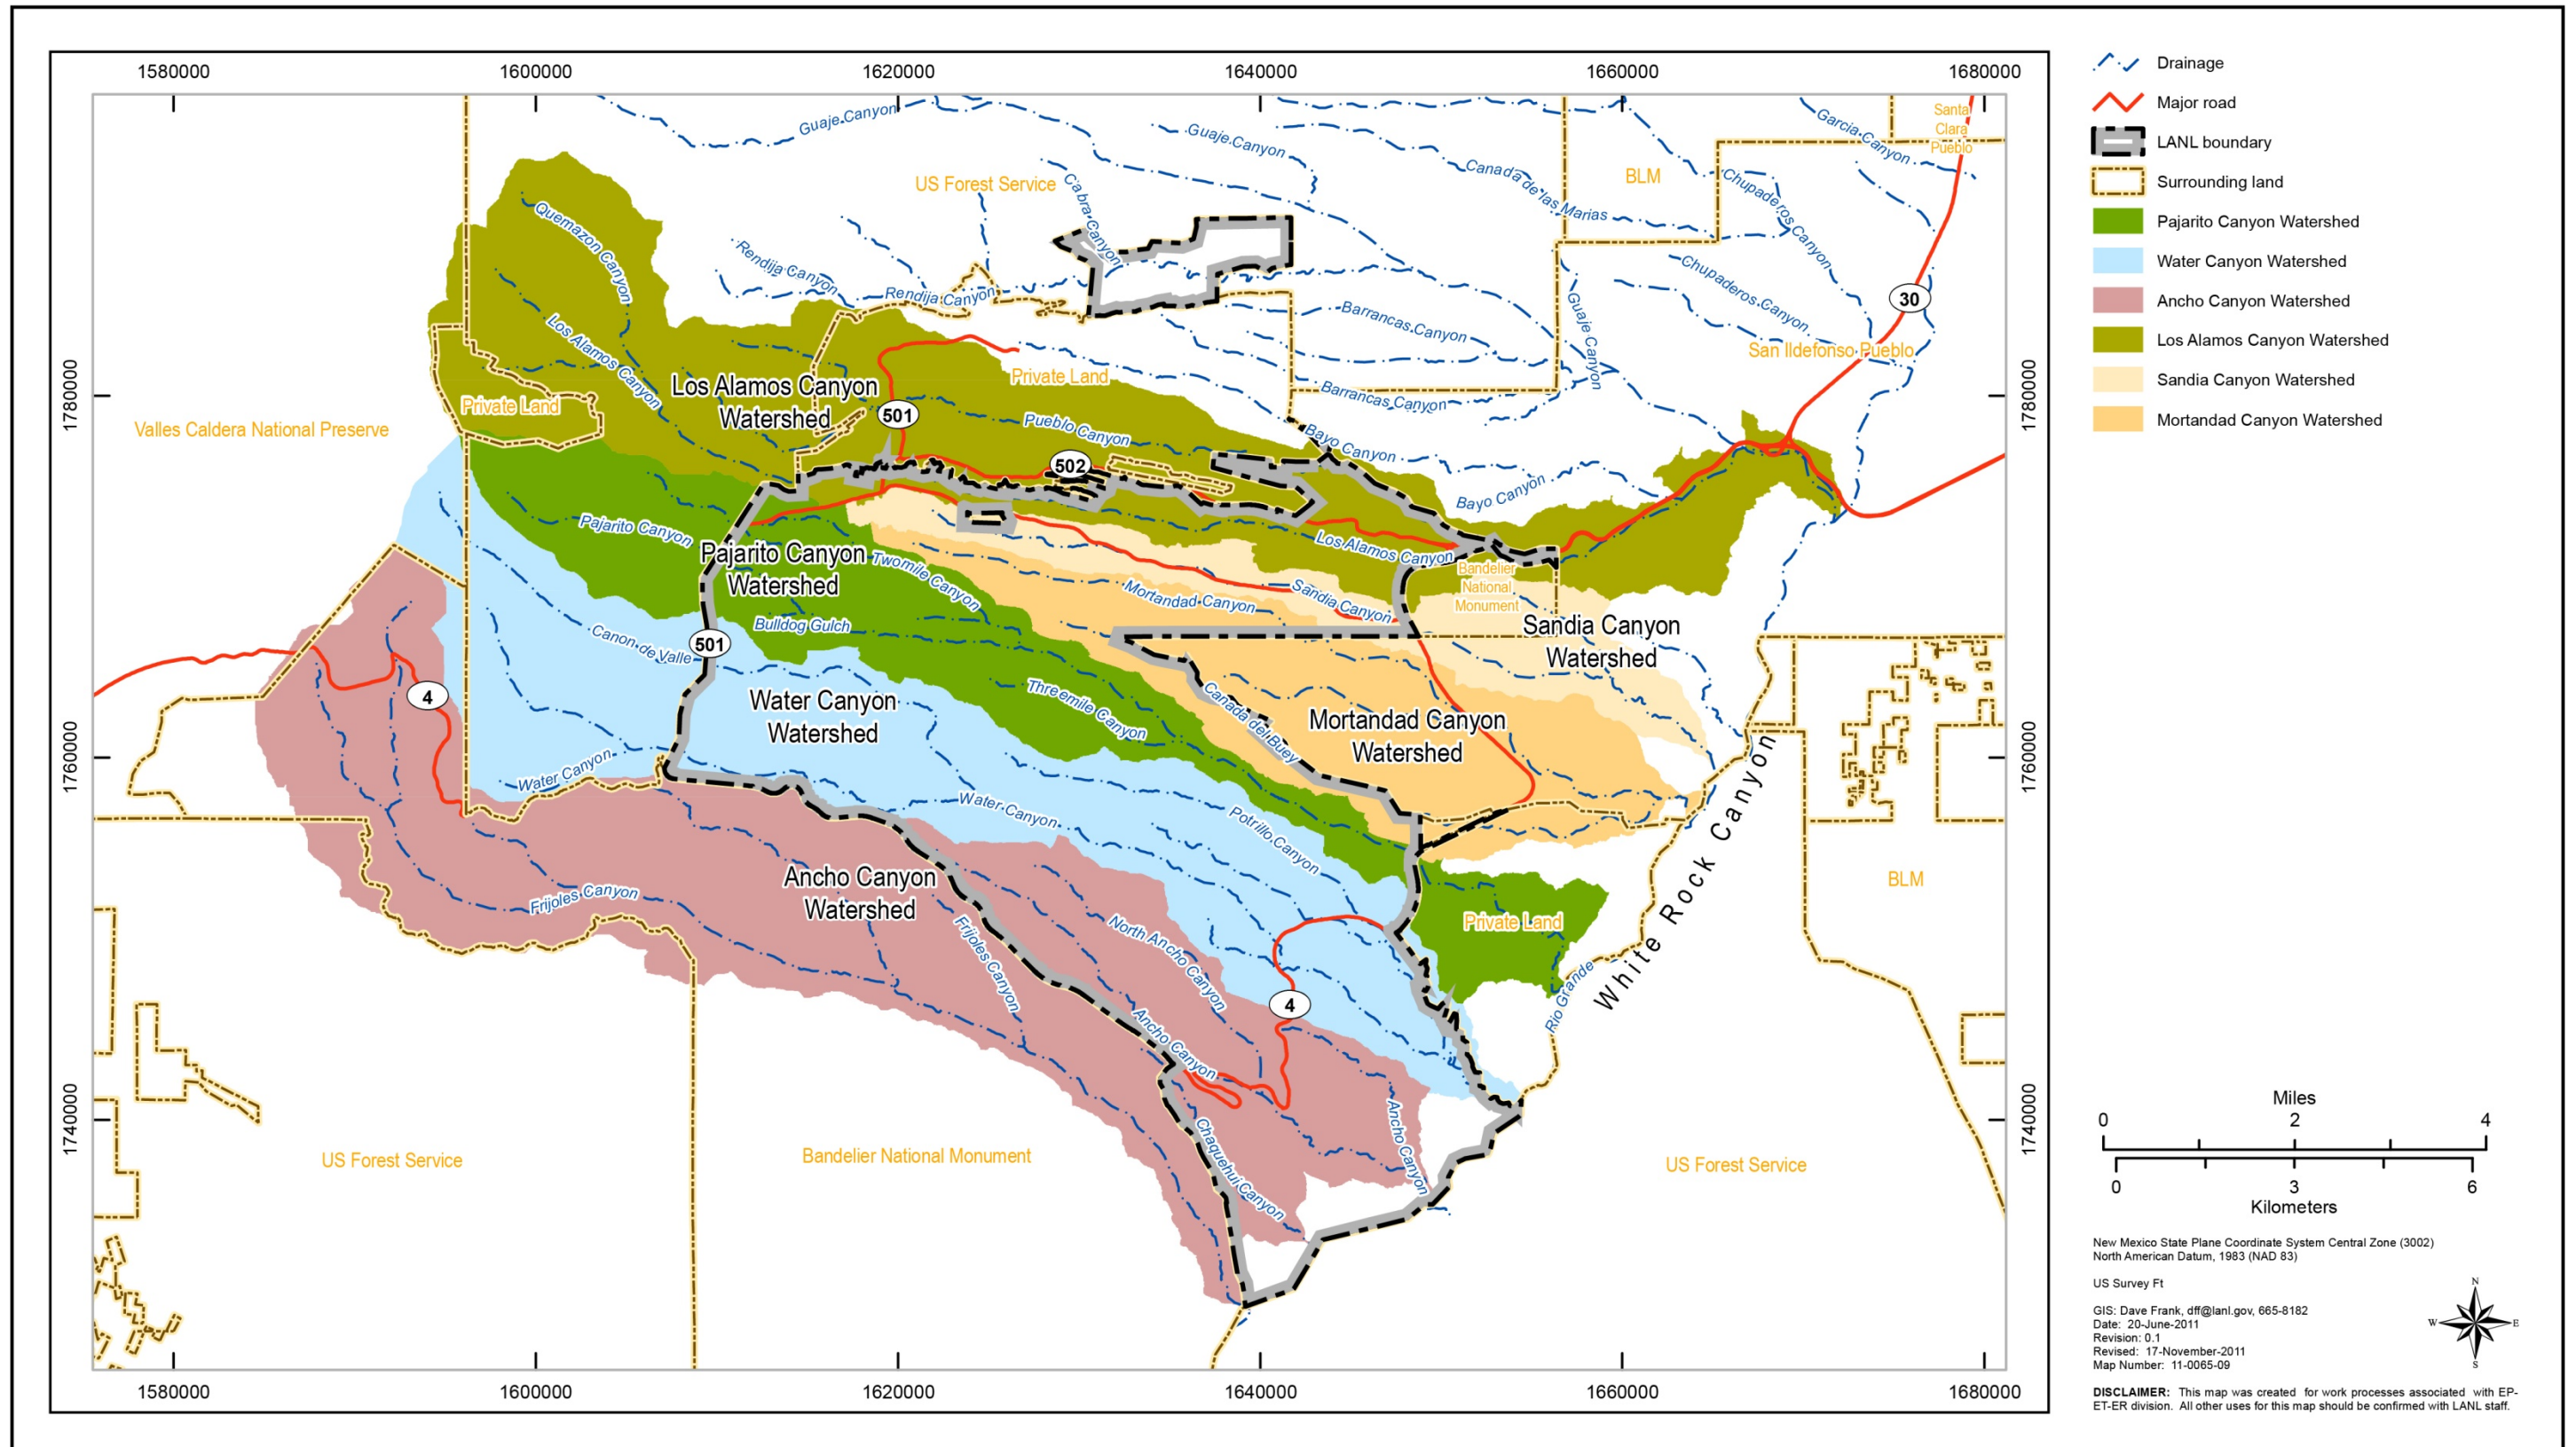 1580000 1600000 1620000 1640000 1660000 1680000
Guaje Canyon
Guaje Canyon
Garcia Canyon
Santa
Clara
Pueblo
US Forest Service
Cabra Canyon
Canada de las Marias
BLM
Chupaderos Canyon
Quemazon Canyon
Rendija Canyon
Rendija Canyon
Chupaderos Canyon
30
Los Alamos Canyon
Barrancas Canyon
Guaje Canyon
San Ildefonso Pueblo
1780000
1780000
Private Land
Los Alamos Canyon
Watershed
Private Land
501
Barrancas Canyon
Valles Caldera National Preserve
Pueblo Canyon
Bayo Canyon
502
Bayo Canyon
Pajarito Canyon
Pajarito Canyon
Watershed
Twomile Canyon
Los Alamos Canyon
Bandelier
National
Monument
Mortandad Canyon
Sandia Canyon
Sandia Canyon
Watershed
Bulldog Gulch
Canon de Valle
501
4
Water Canyon
Watershed
Threemile Canyon
Canada del Buey
Mortandad Canyon
Watershed
1760000
1760000
Water Canyon
Water Canyon
Potrillo Canyon
White Rock Canyon
Ancho Canyon
Watershed
Frijoles Canyon
Frijoles Canyon
North Ancho Canyon
Private Land
BLM
4
Rio Grande
Ancho Canyon
1740000
1740000
Chaquehui Canyon
Ancho Canyon
US Forest Service
Bandelier National Monument
US Forest Service
1580000 1600000 1620000 1640000 1660000 1680000
Drainage
Major road
LANL boundary
Surrounding land
Pajarito Canyon Watershed
Water Canyon Watershed
Ancho Canyon Watershed
Los Alamos Canyon Watershed
Sandia Canyon Watershed
Mortandad Canyon Watershed
Miles
0 2 4
0 3 6
Kilometers
New Mexico State Plane Coordinate System Central Zone (3002)
North American Datum, 1983 (NAD 83)
US Survey Ft
GIS: Dave Frank, dff@lanl.gov, 665-8182
Date: 20-June-2011
Revision: 0.1
Revised: 17-November-2011
Map Number: 11-0065-09
N
W E
S
DISCLAIMER: This map was created for work processes associated with EP-
ET-ER division. All other uses for this map should be confirmed with LANL staff.